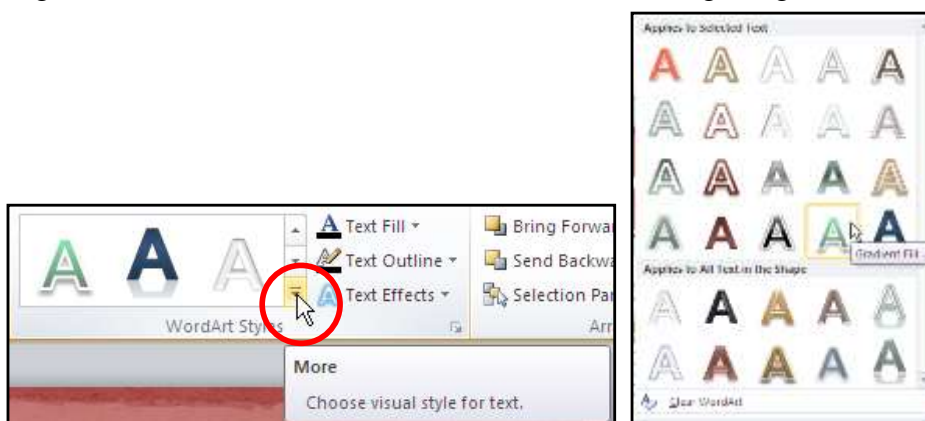 Text Fill
Bring Forwa
Text Outline
Send Backwa
Text Effects
Selection Pa
WordArt Styles
Arr
More
Choose visual style for text.
Applies to Selected Text
Gradient Fill
Applies to All Text in the Shape
Clear WordArt